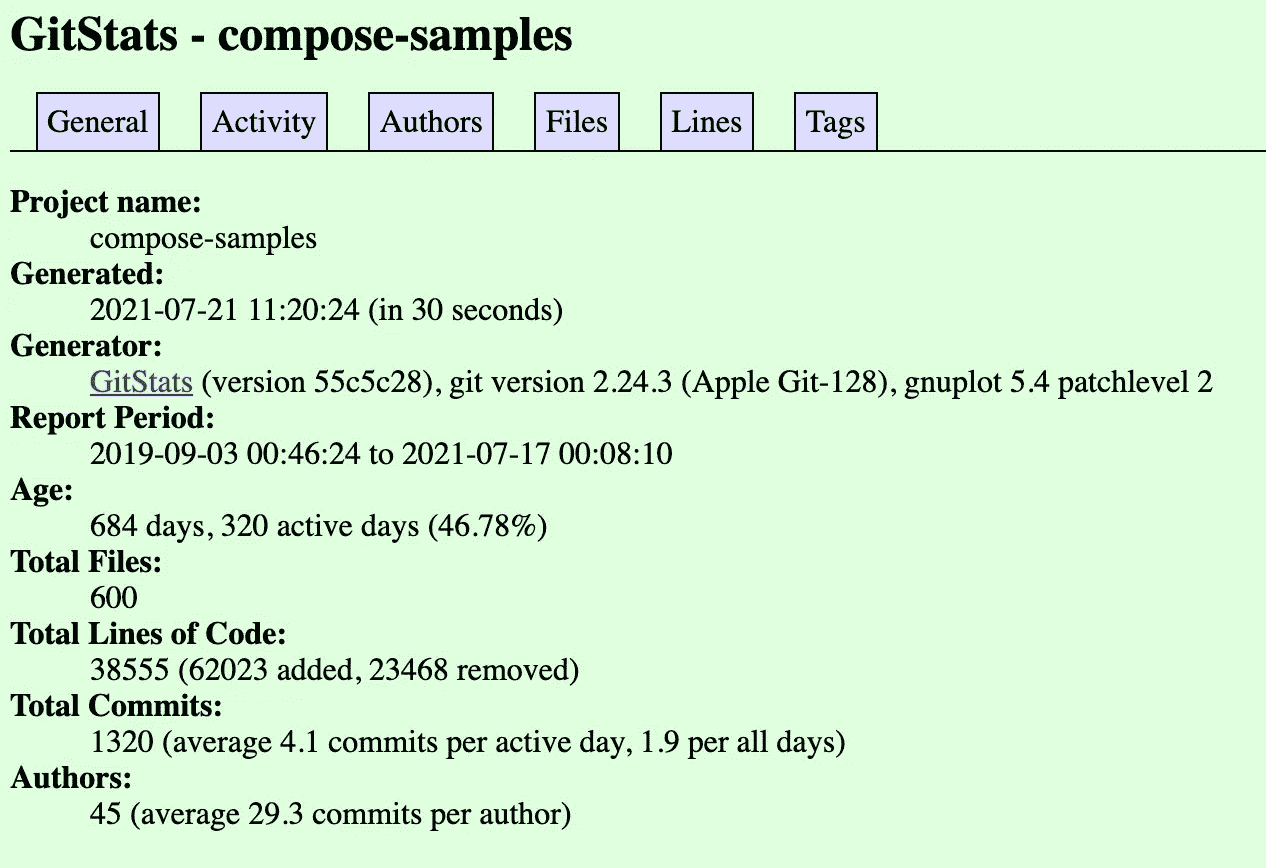 GitStats - compose-samples
General Activity Authors Files Lines Tags
Project name:
compose-samples
Generated:
2021-07-21 11:20:24 (in 30 seconds)
Generator:
GitStats (version 55c5c28), git version 2.24.3 (Apple Git-128), gnuplot 5.4 patchlevel 2
Report Period:
2019-09-03 00:46:24 to 2021-07-17 00:08:10
Age:
684 days, 320 active days (46.78%)
Total Files:
600
Total Lines of Code:
38555 (62023 added, 23468 removed)
Total Commits:
1320 (average 4.1 commits per active day, 1.9 per all days)
Authors:
45 (average 29.3 commits per author)